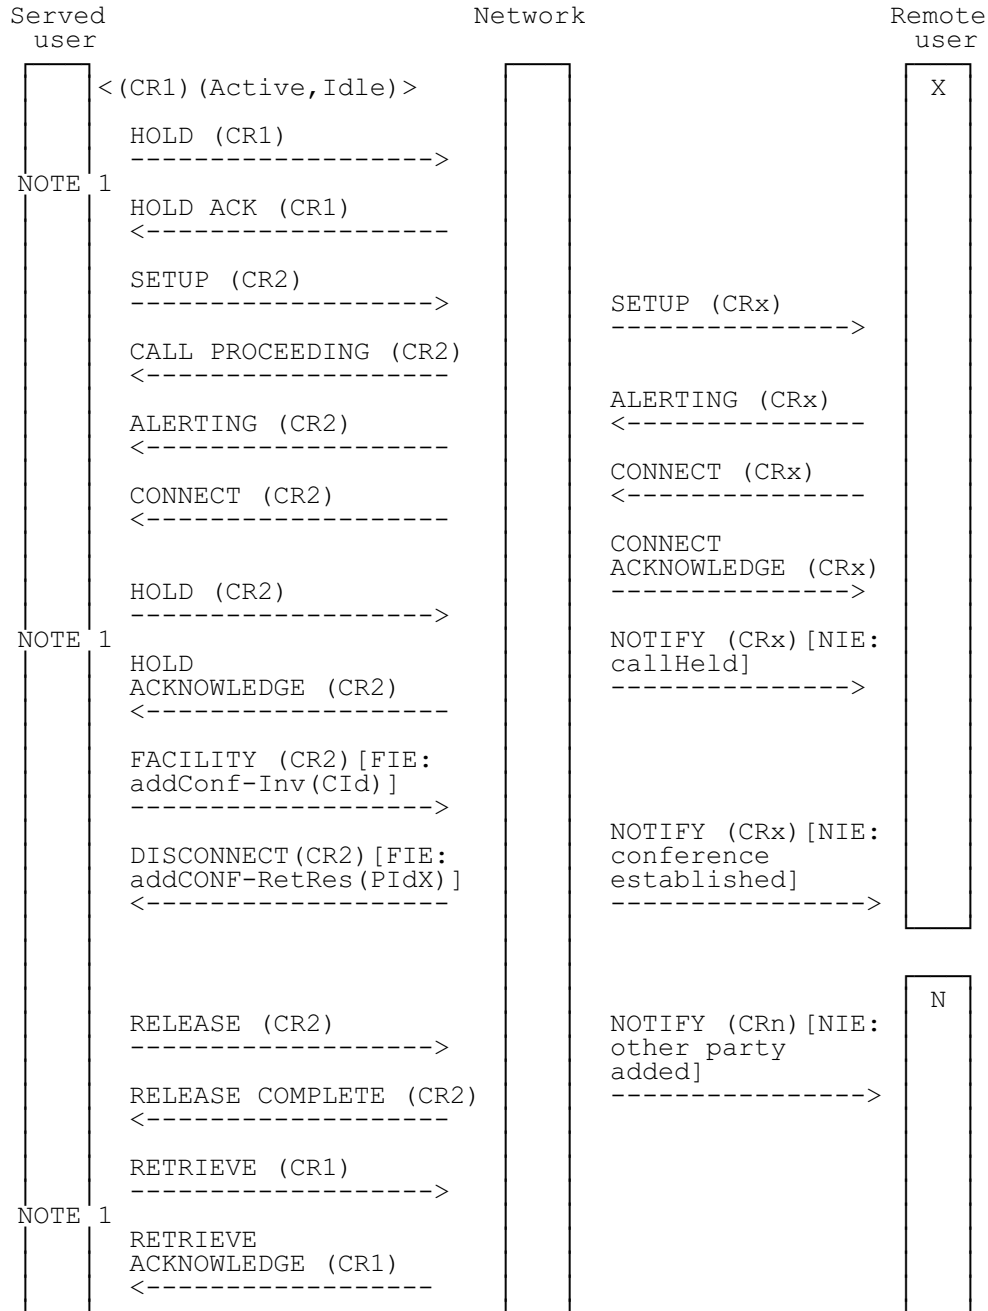 Served Network Remote
user user
<(CR1)(Active,Idle)> X
HOLD (CR1)
------------------->
NOTE 1
HOLD ACK (CR1)
<-------------------
SETUP (CR2)
-------------------> SETUP (CRx)
--------------->
CALL PROCEEDING (CR2)
<-------------------
ALERTING (CRx)
ALERTING (CR2) <---------------
<-------------------
CONNECT (CRx)
CONNECT (CR2) <---------------
<-------------------
CONNECT
ACKNOWLEDGE (CRx)
HOLD (CR2) --------------->
------------------->
NOTE 1 NOTIFY (CRx)[NIE:
HOLD callHeld]
ACKNOWLEDGE (CR2) --------------->
<-------------------
FACILITY (CR2)[FIE:
addConf-Inv(CId)]
------------------->
NOTIFY (CRx)[NIE:
DISCONNECT(CR2)[FIE: conference
addCONF-RetRes(PIdX)] established]
<------------------- ---------------->
N
RELEASE (CR2) NOTIFY (CRn)[NIE:
-------------------> other party
added]
RELEASE COMPLETE (CR2) ---------------->
<-------------------
RETRIEVE (CR1)
------------------->
NOTE 1
RETRIEVE
ACKNOWLEDGE (CR1)
<------------------